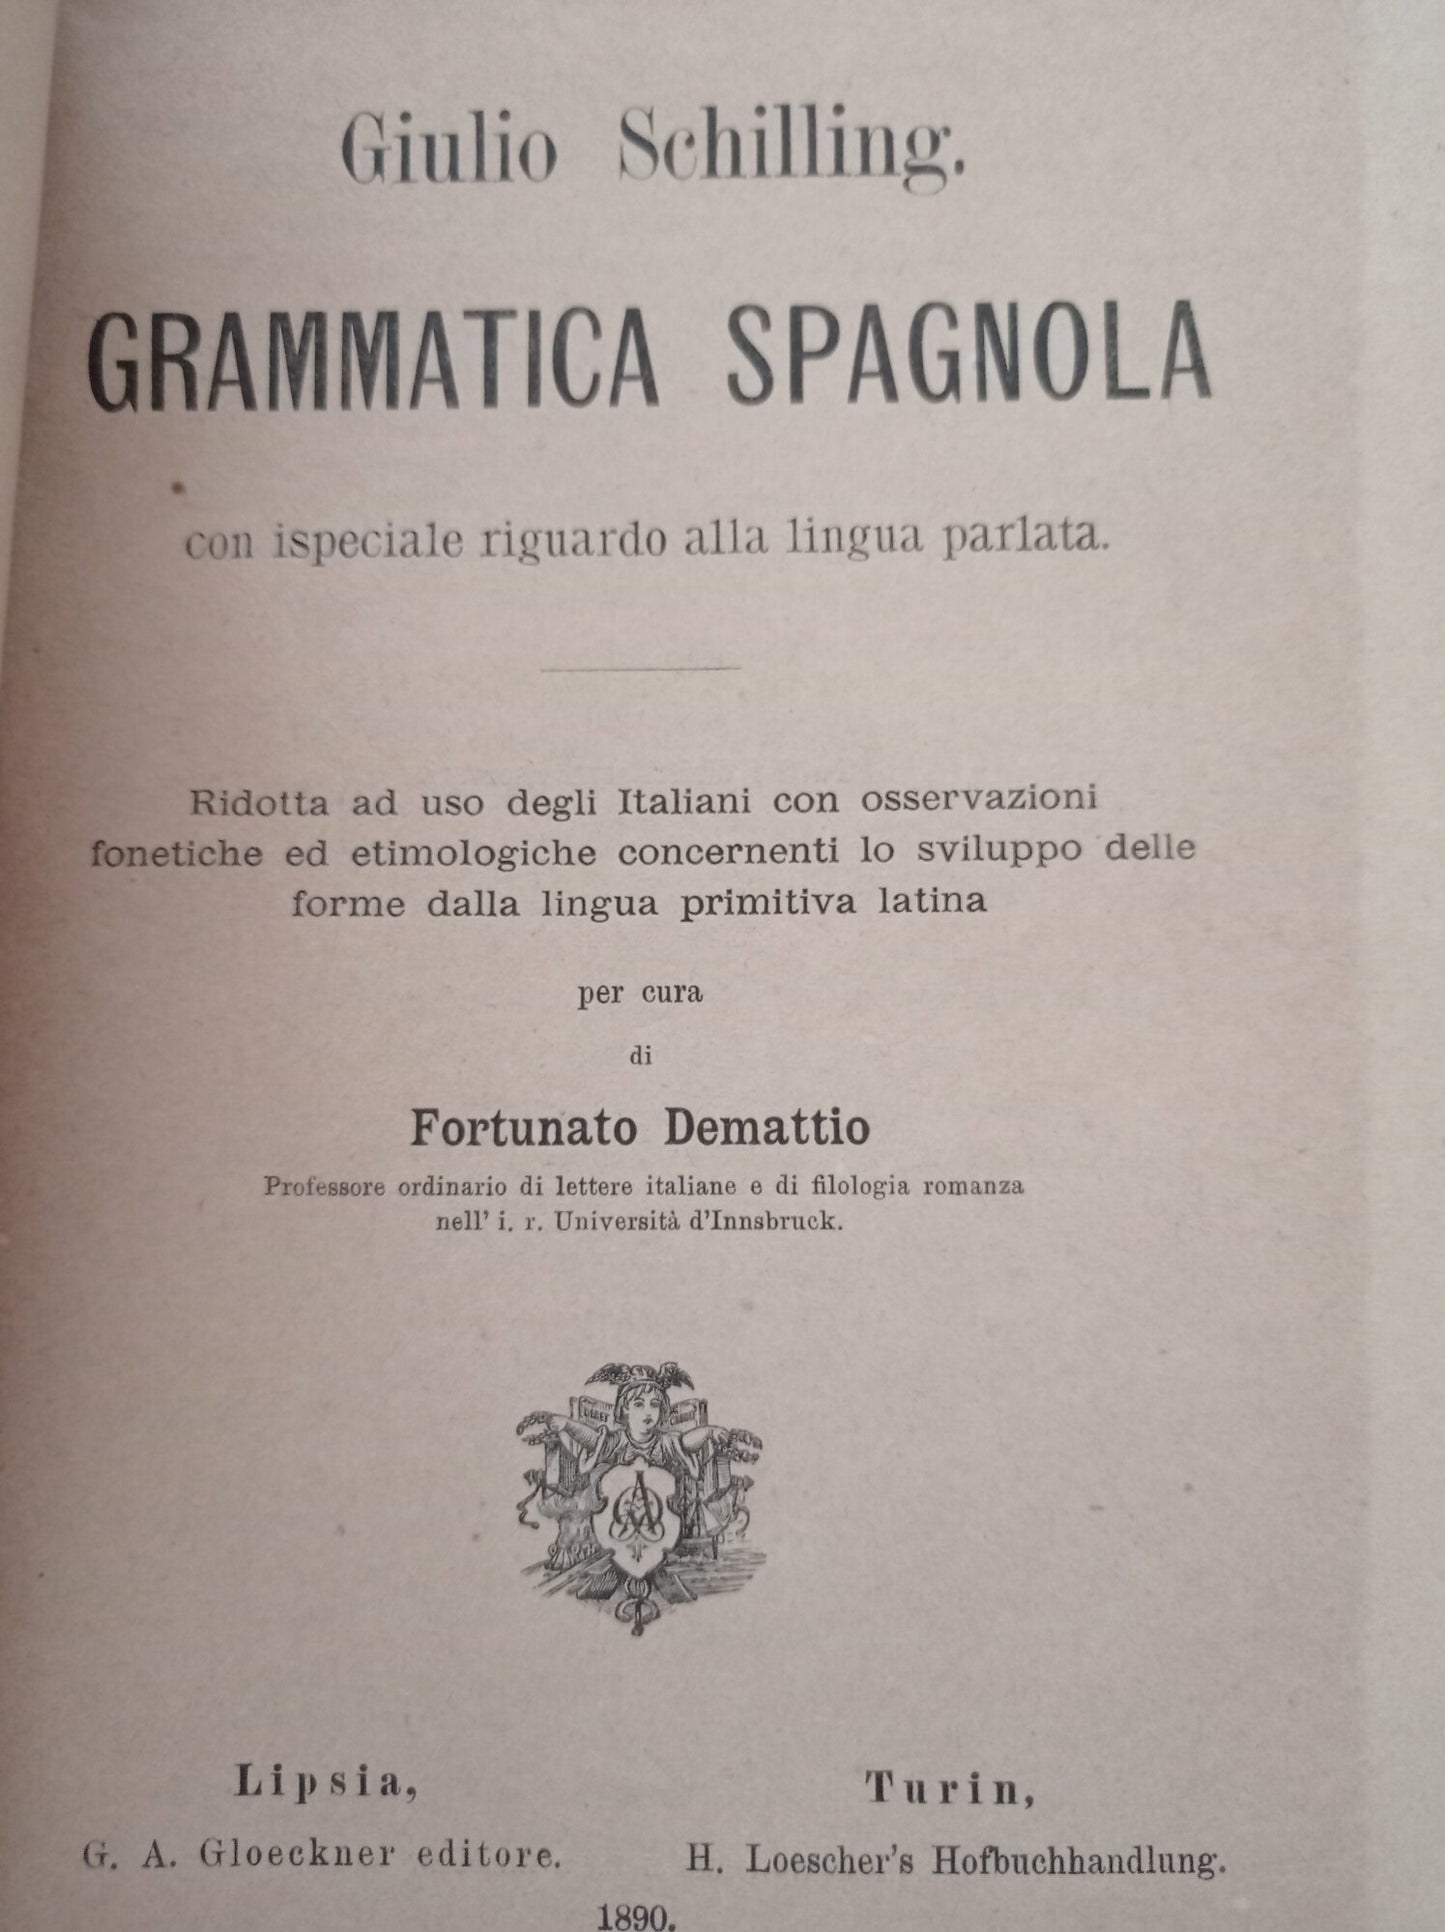 Giulio Schilling.
GRAMMATICA SPAGNOLA
con ispeciale riguardo alla lingua parlata.
Ridotta ad uso degli Italiani con osservazioni
fonetiche ed etimologiche concernenti lo sviluppo delle
forme dalla lingua primitiva latina
per cura
di
Fortunato Demattio
Professore ordinario di lettere italiane e di filologia romanza
nell' i. r. Università d'Innsbruck.
Lipsia,
G. A. Gloeckner editore.
Turin,
H. Loescher's Hofbuchhandlung.
1890.